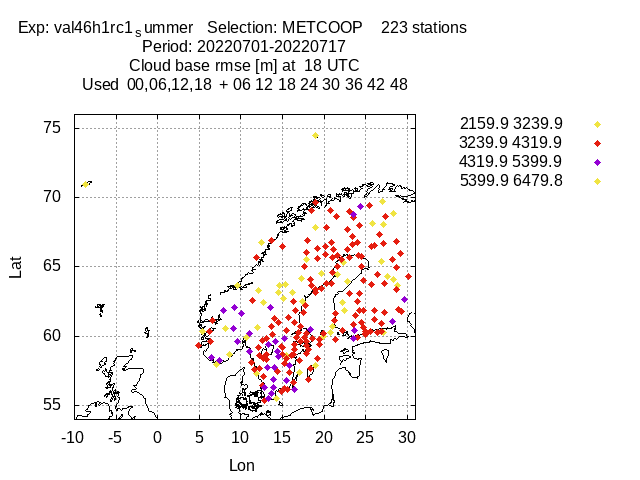 Exp: val46h1rc1summer Selection: METCOOP 223 stations
Period: 20220701-20220717
Cloud base rmse [m] at 18 UTC
Used 00,06,12,18 + 06 12 18 24 30 36 42 48
2159.9 3239.9
3239.9 4319.9
4319.9 5399.9
5399.9 6479.8
75
70
65
60
55
Lat
-10 -5 0 5 10 15 20 25 30
Lon